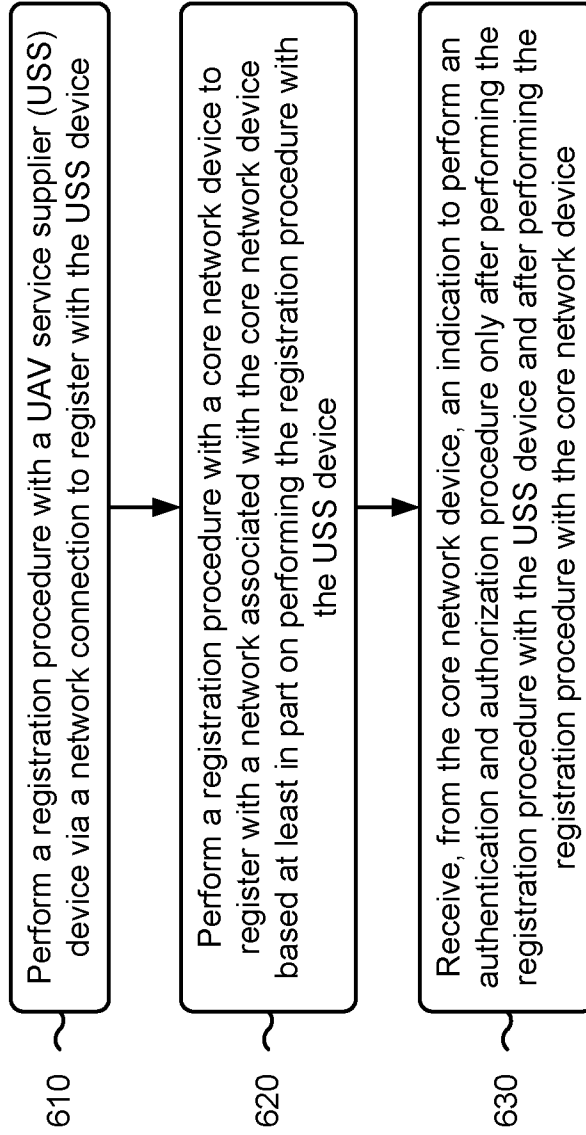 610
Perform a registration procedure with a UAV service supplier (USS)
device via a network connection to register with the USS device
620
Perform a registration procedure with a core network device to
register with a network associated with the core network device
based at least in part on performing the registration procedure with
the USS device
630
Receive, from the core network device, an indication to perform an
authentication and authorization procedure only after performing the
registration procedure with the USS device and after performing the
registration procedure with the core network device